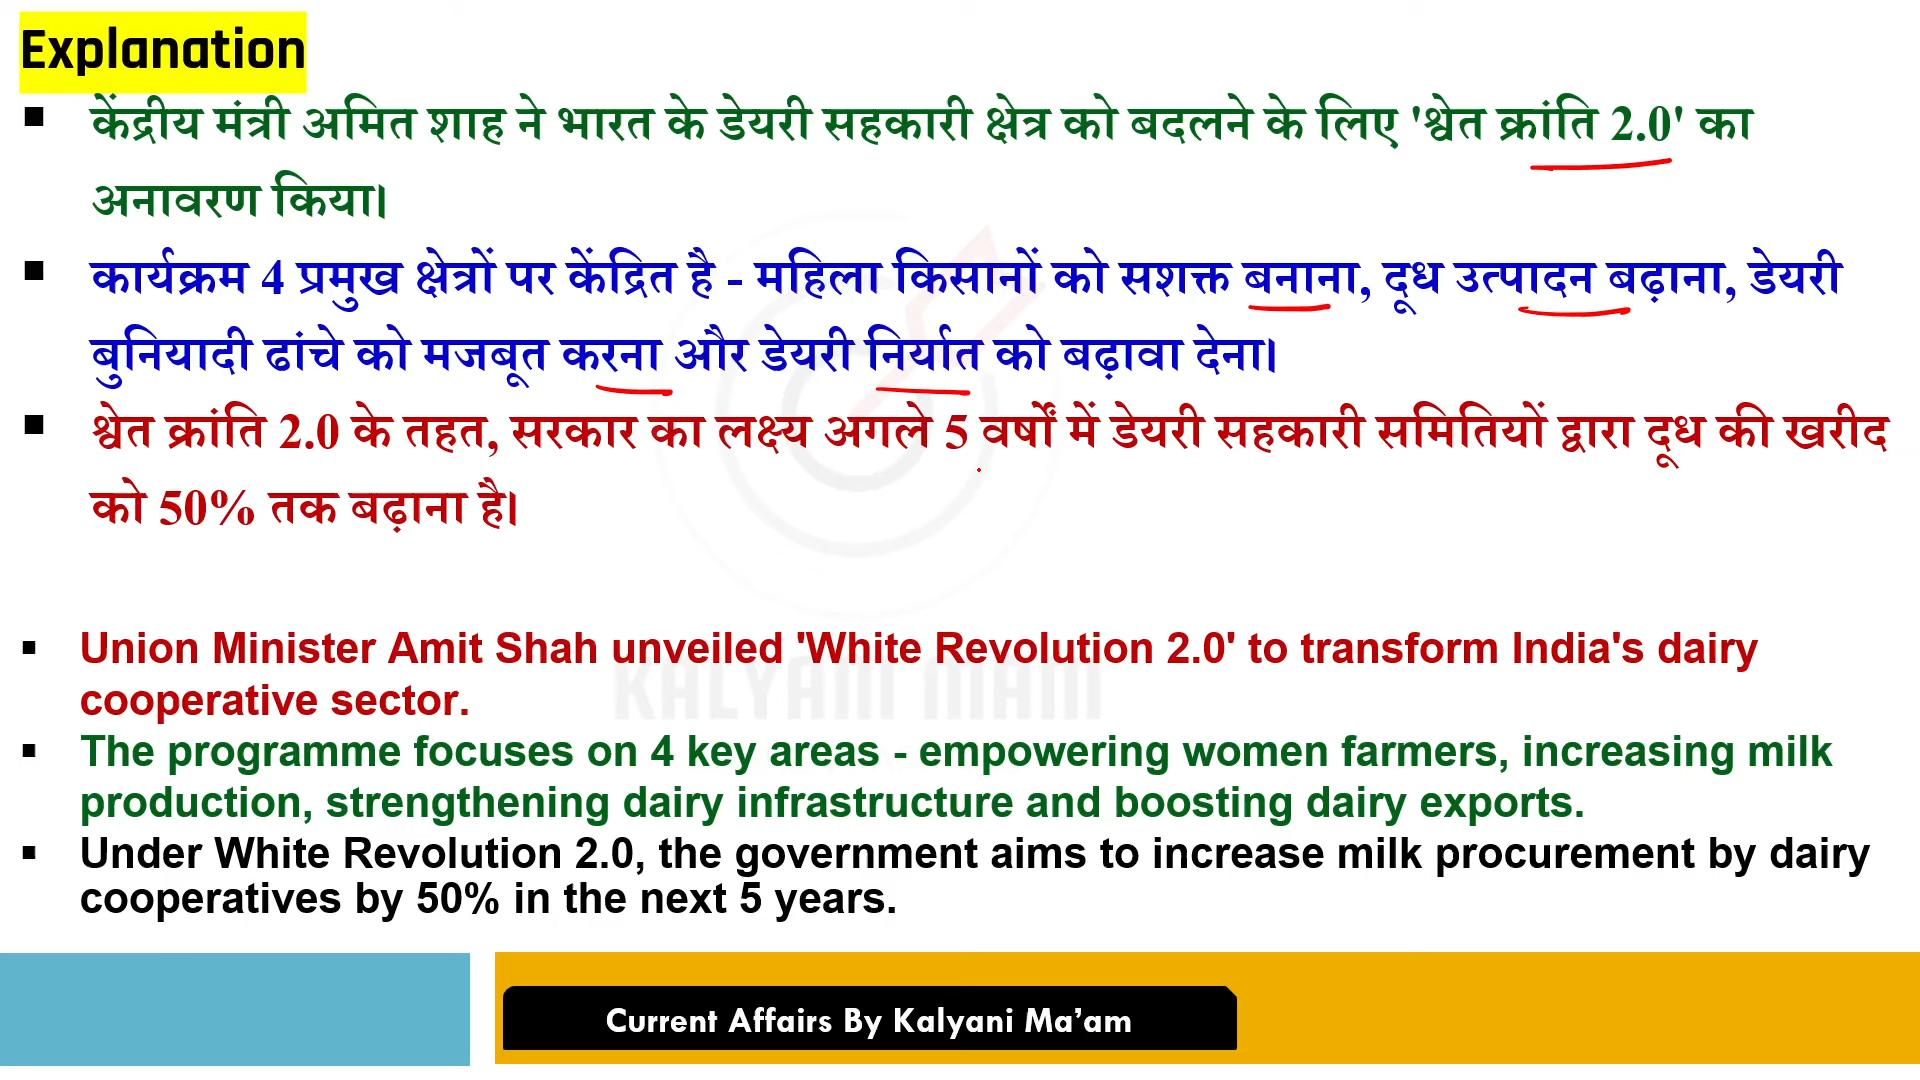 Explanation
▪ केंद्रीय मंत्री अमित शाह ने भारत के डेयरी सहकारी क्षेत्र को बदलने के लिए 'श्वेत क्रांति 2.0' का
अनावरण किया।
▪ कार्यक्रम 4 प्रमुख क्षेत्रों पर केंद्रित है - महिला किसानों को सशक्त बनाना, दूध उत्पादन बढ़ाना, डेयरी
बुनियादी ढांचे को मजबूत करना और डेयरी निर्यात को बढ़ावा देना।
▪ श्वेत क्रांति 2.0 के तहत, सरकार का लक्ष्य अगले 5 वर्षों में डेयरी सहकारी समितियों द्वारा दूध की खरीद
को 50% तक बढ़ाना है।
▪ Union Minister Amit Shah unveiled 'White Revolution 2.0' to transform India's dairy
cooperative sector.
KALYANI MAM
▪ The programme focuses on 4 key areas - empowering women farmers, increasing milk
production, strengthening dairy infrastructure and boosting dairy exports.
▪ Under White Revolution 2.0, the government aims to increase milk procurement by dairy
cooperatives by 50% in the next 5 years.
Current Affairs By Kalyani Ma’am